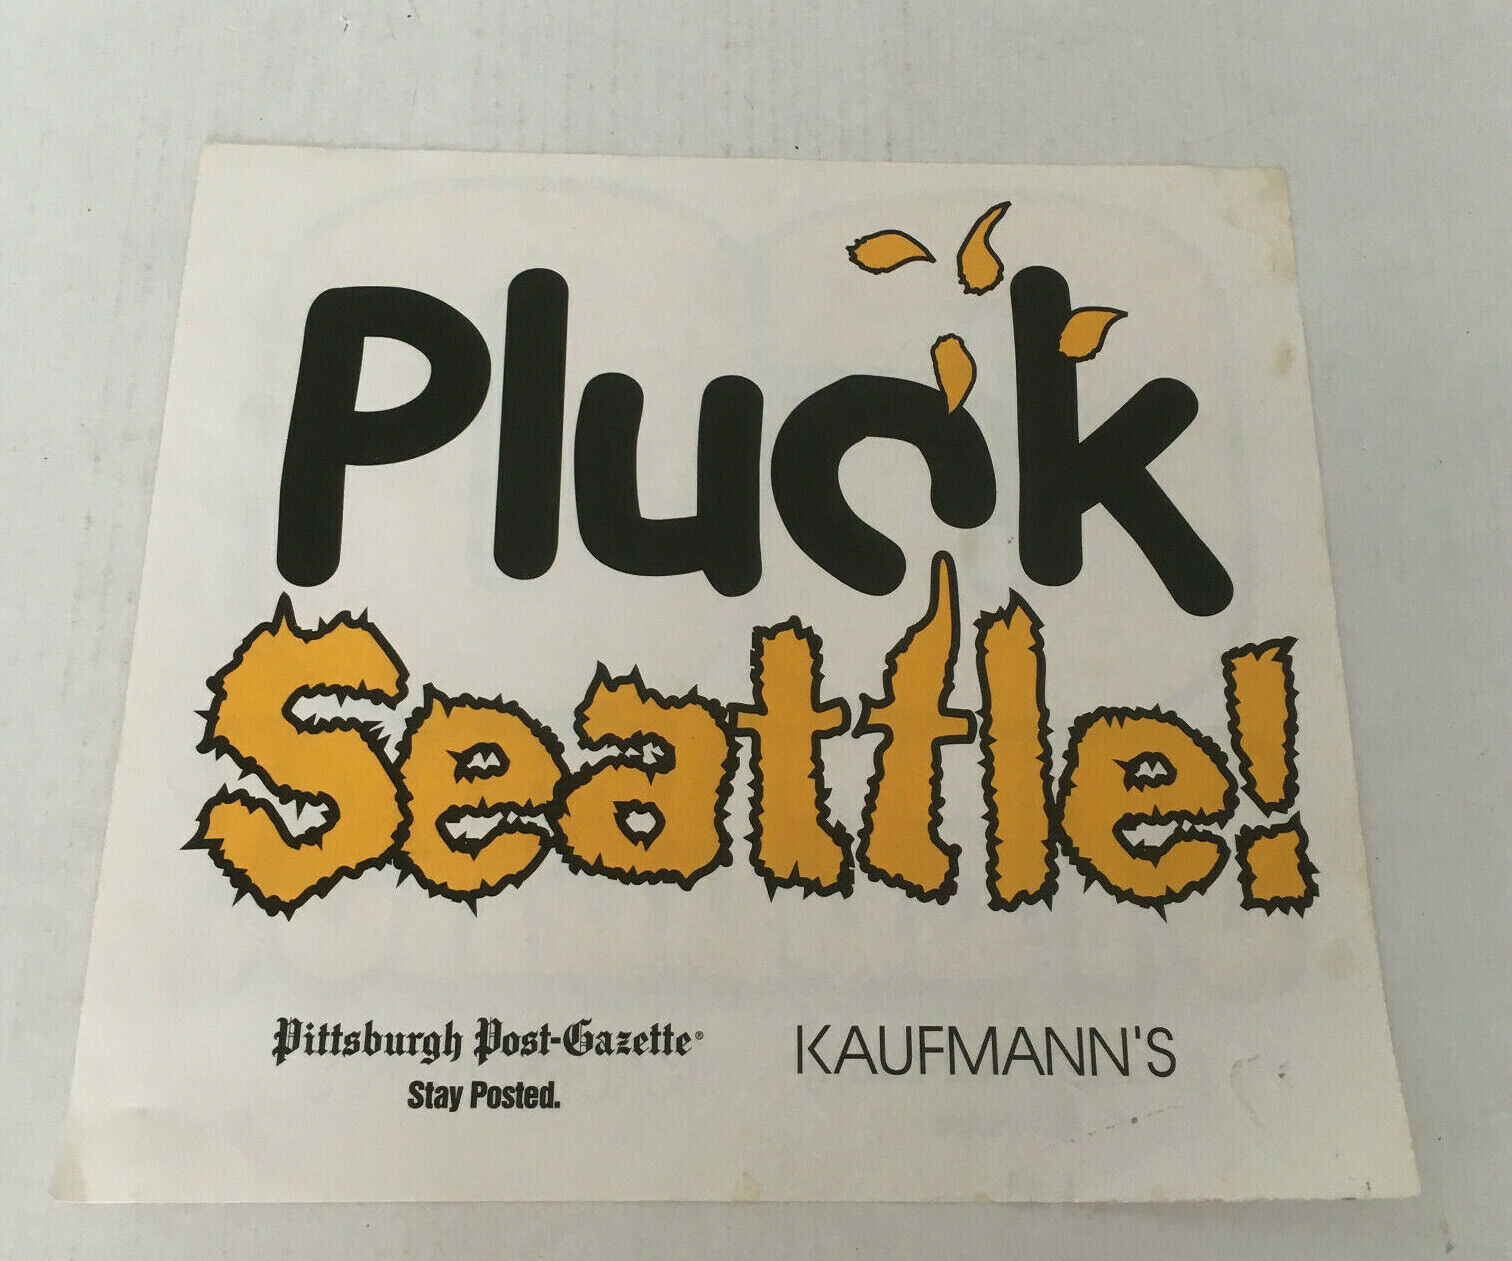 Pluck
Seattle!
Pittsburgh Post-Gazette®
Stay Posted.
KAUFMANN'S